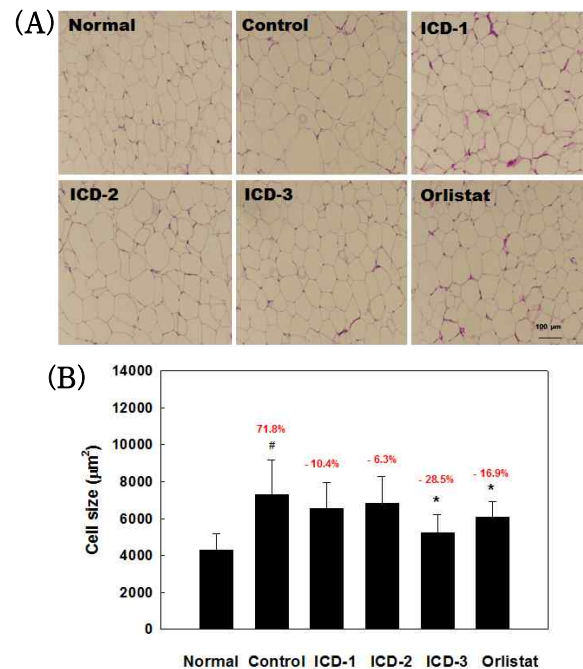 (A)
Normal Control ICD-1
ICD-2 ICD-3 Orlistat
100 µm
(B)
14000
12000
10000
8000
6000
4000
2000
0
Cell size (µm²)
71.8%
#
- 10.4%
- 6.3%
- 28.5%
*
- 16.9%
*
Normal Control ICD-1 ICD-2 ICD-3 Orlistat